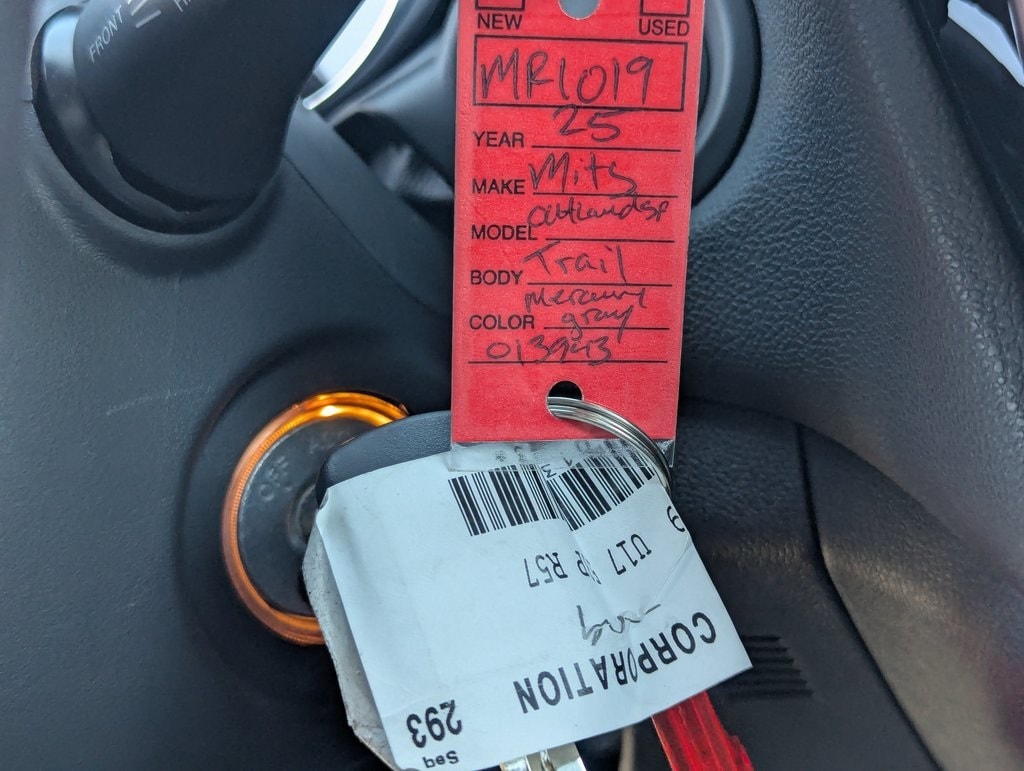 FRONT
NEW USED
MR1019
YEAR 25
MAKE Mits
MODEL Outlander
BODY Trail
COLOR Mercury gray
013943
OFF
U17 R57
CORPORATION
293
Seq